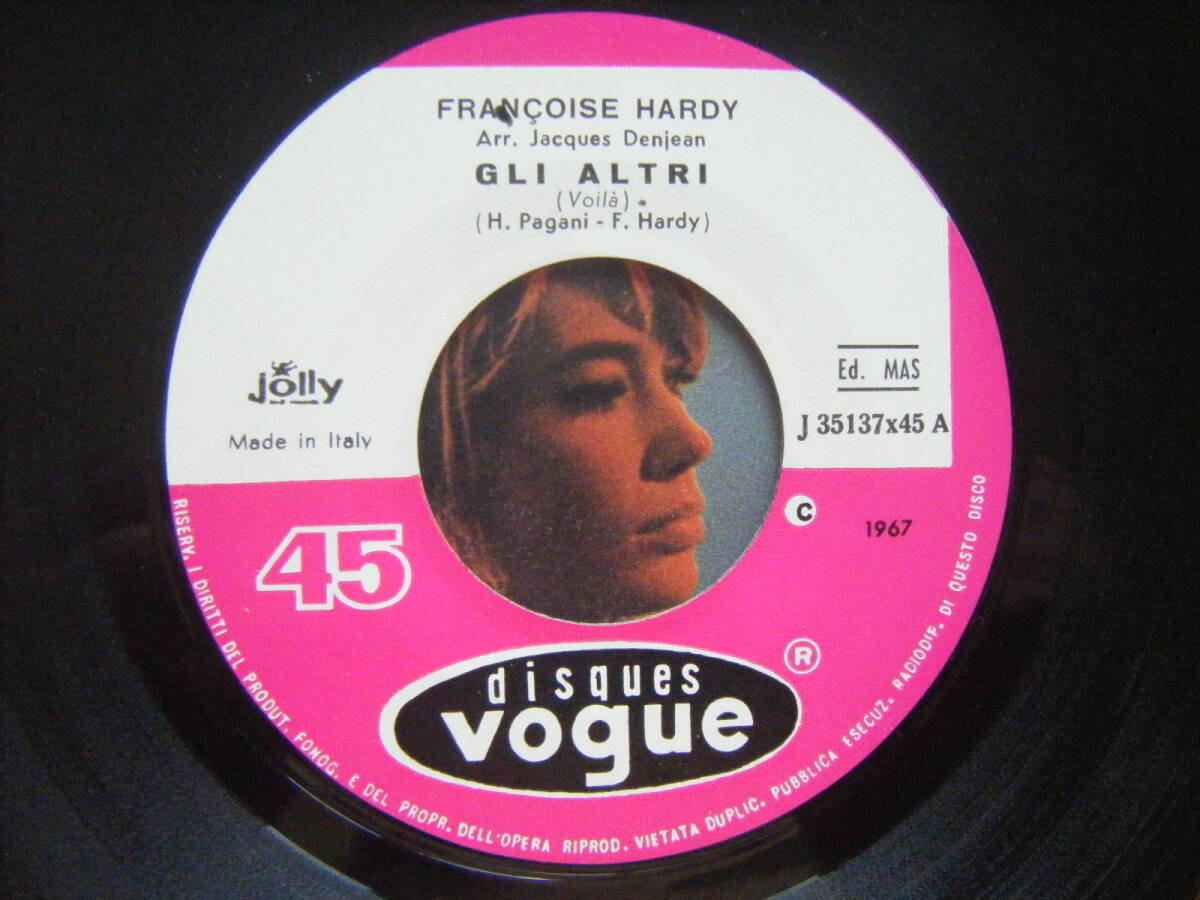 FRANÇOISE HARDY
Arr. Jacques Denjean
GLI ALTRI
(Voilà)
(H. Pagani - F. Hardy)
jolly
Made in Italy
Ed. MAS
J 35137x45 A
C
1967
45
R
disques
vogue
RISERV. I DIRITTI DEL PRODUT. FONOG. E DEL PROPR. DELL'OPERA RIPROD. VIETATA DUPLIC. PUBBLICA ESECUZ. RADIODIF. DI QUESTO DISCO